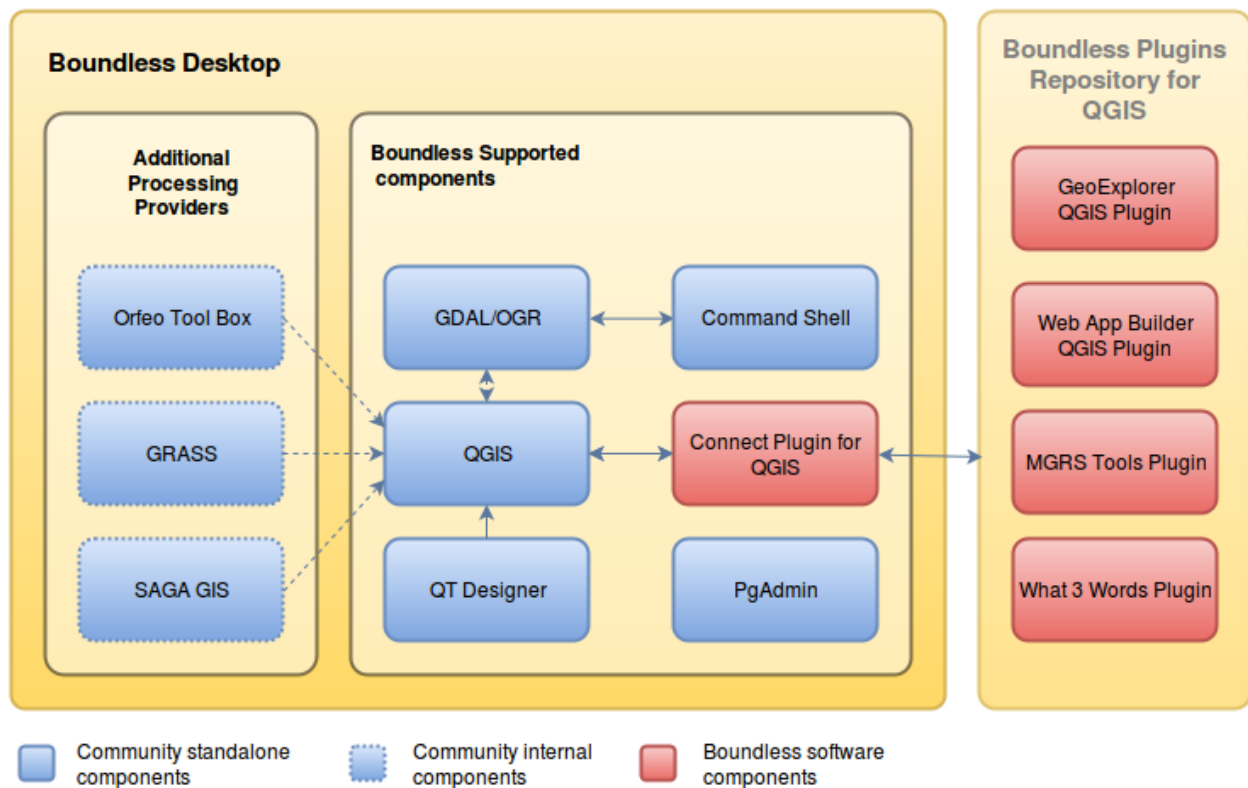 Boundless Desktop
Additional
Processing
Providers
Orfeo Tool Box
GRASS
SAGA GIS
Boundless Supported
components
GDAL/OGR
Command Shell
QGIS
Connect Plugin for
QGIS
QT Designer
PgAdmin
Boundless Plugins
Repository for
QGIS
GeoExplorer
QGIS Plugin
Web App Builder
QGIS Plugin
MGRS Tools Plugin
What 3 Words Plugin
Community standalone
components
Community internal
components
Boundless software
components